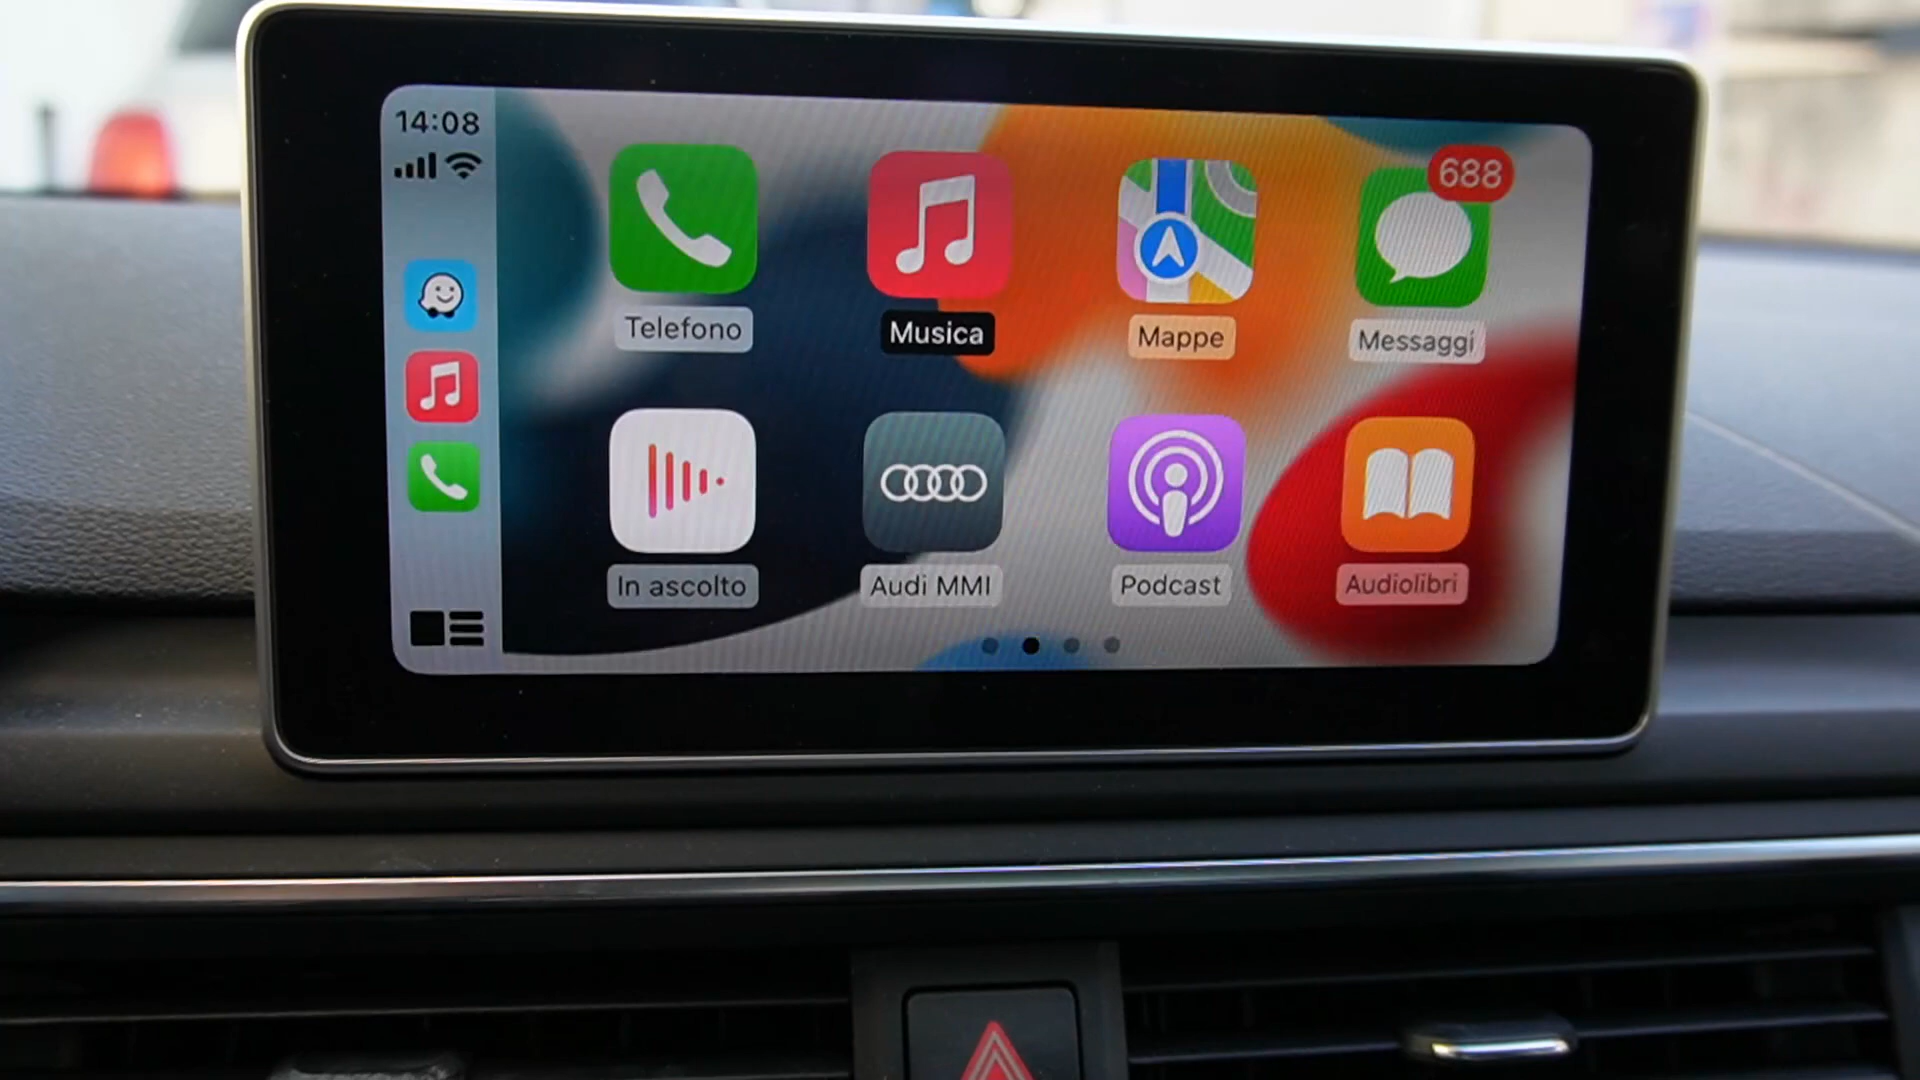 14:08
688
Telefono
Musica
Mappe
Messaggi
In ascolto
Audi MMI
Podcast
Audiolibri